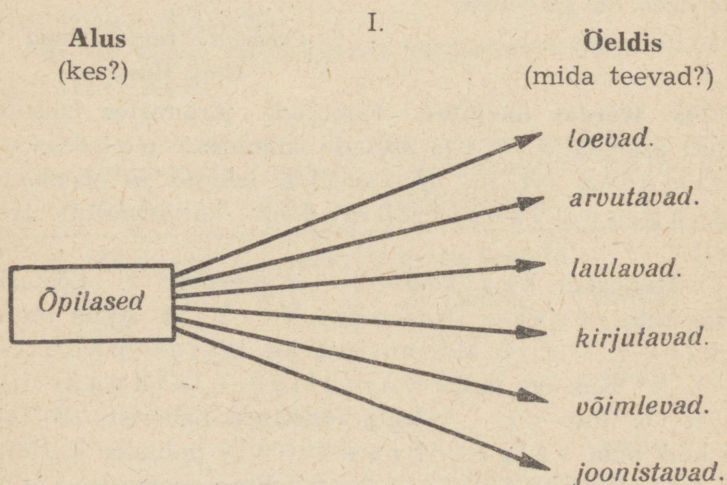 I.
Alus
(kes?)
Öeldis
(mida teevad?)
Õpilased
loevad.
arvutavad.
laulavad.
kirjutavad.
võimlevad.
joonistavad.